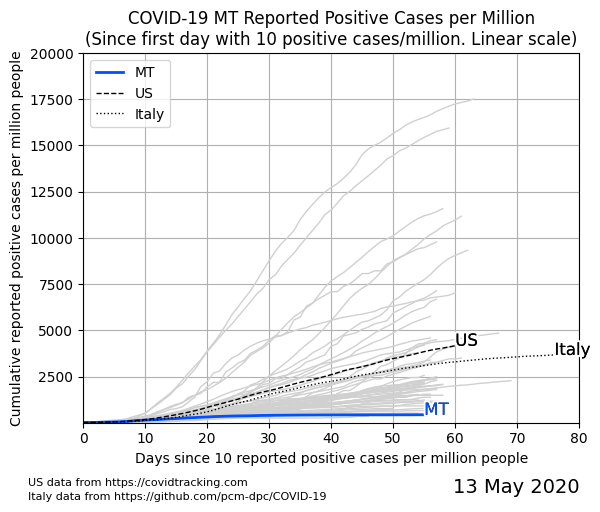 COVID-19 MT Reported Positive Cases per Million
(Since first day with 10 positive cases/million. Linear scale)
Cumulative reported positive cases per million people
20000
17500
15000
12500
10000
7500
5000
2500
MT
US
Italy
US
Italy
MT
0 10 20 30 40 50 60 70 80
Days since 10 reported positive cases per million people
US data from https://covidtracking.com
Italy data from https://github.com/pcm-dpc/COVID-19
13 May 2020